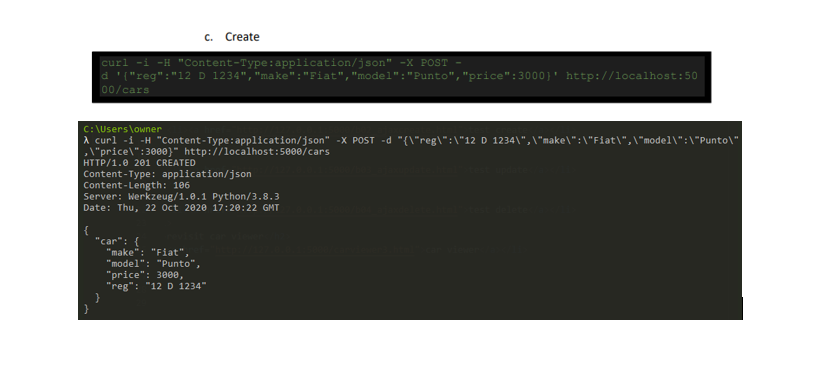 c. Create
curl -i -H "Content-Type:application/json" -X POST -
d '{"reg":"12 D 1234","make":"Fiat","model":"Punto","price":3000}' http://localhost:50
00/cars
C:\Users\owner
λ curl -i -H "Content-Type:application/json" -X POST -d "{\"reg\":\"12 D 1234\",\"make\":\"Fiat\",\"model\":\"Punto\"
,\"price\":3000}" http://localhost:5000/cars
HTTP/1.0 201 CREATED
Content-Type: application/json
Content-Length: 106
Server: Werkzeug/1.0.1 Python/3.8.3
Date: Thu, 22 Oct 2020 17:20:22 GMT
{
"car": {
"make": "Fiat",
"model": "Punto",
"price": 3000,
"reg": "12 D 1234"
}
}